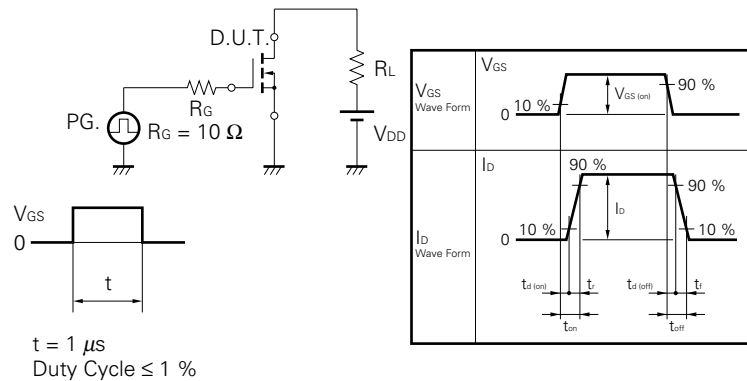 D.U.T.
RL
RG
PG.
RG = 10 Ω
VDD
VGS
0
t
t = 1 μs
Duty Cycle ≤ 1 %
VGS
Wave Form
VGS
10 %
VGS (on)
90 %
0
ID
Wave Form
ID
90 %
90 %
10 %
ID
10 %
0
td (on)
tr
td (off)
tf
ton
toff